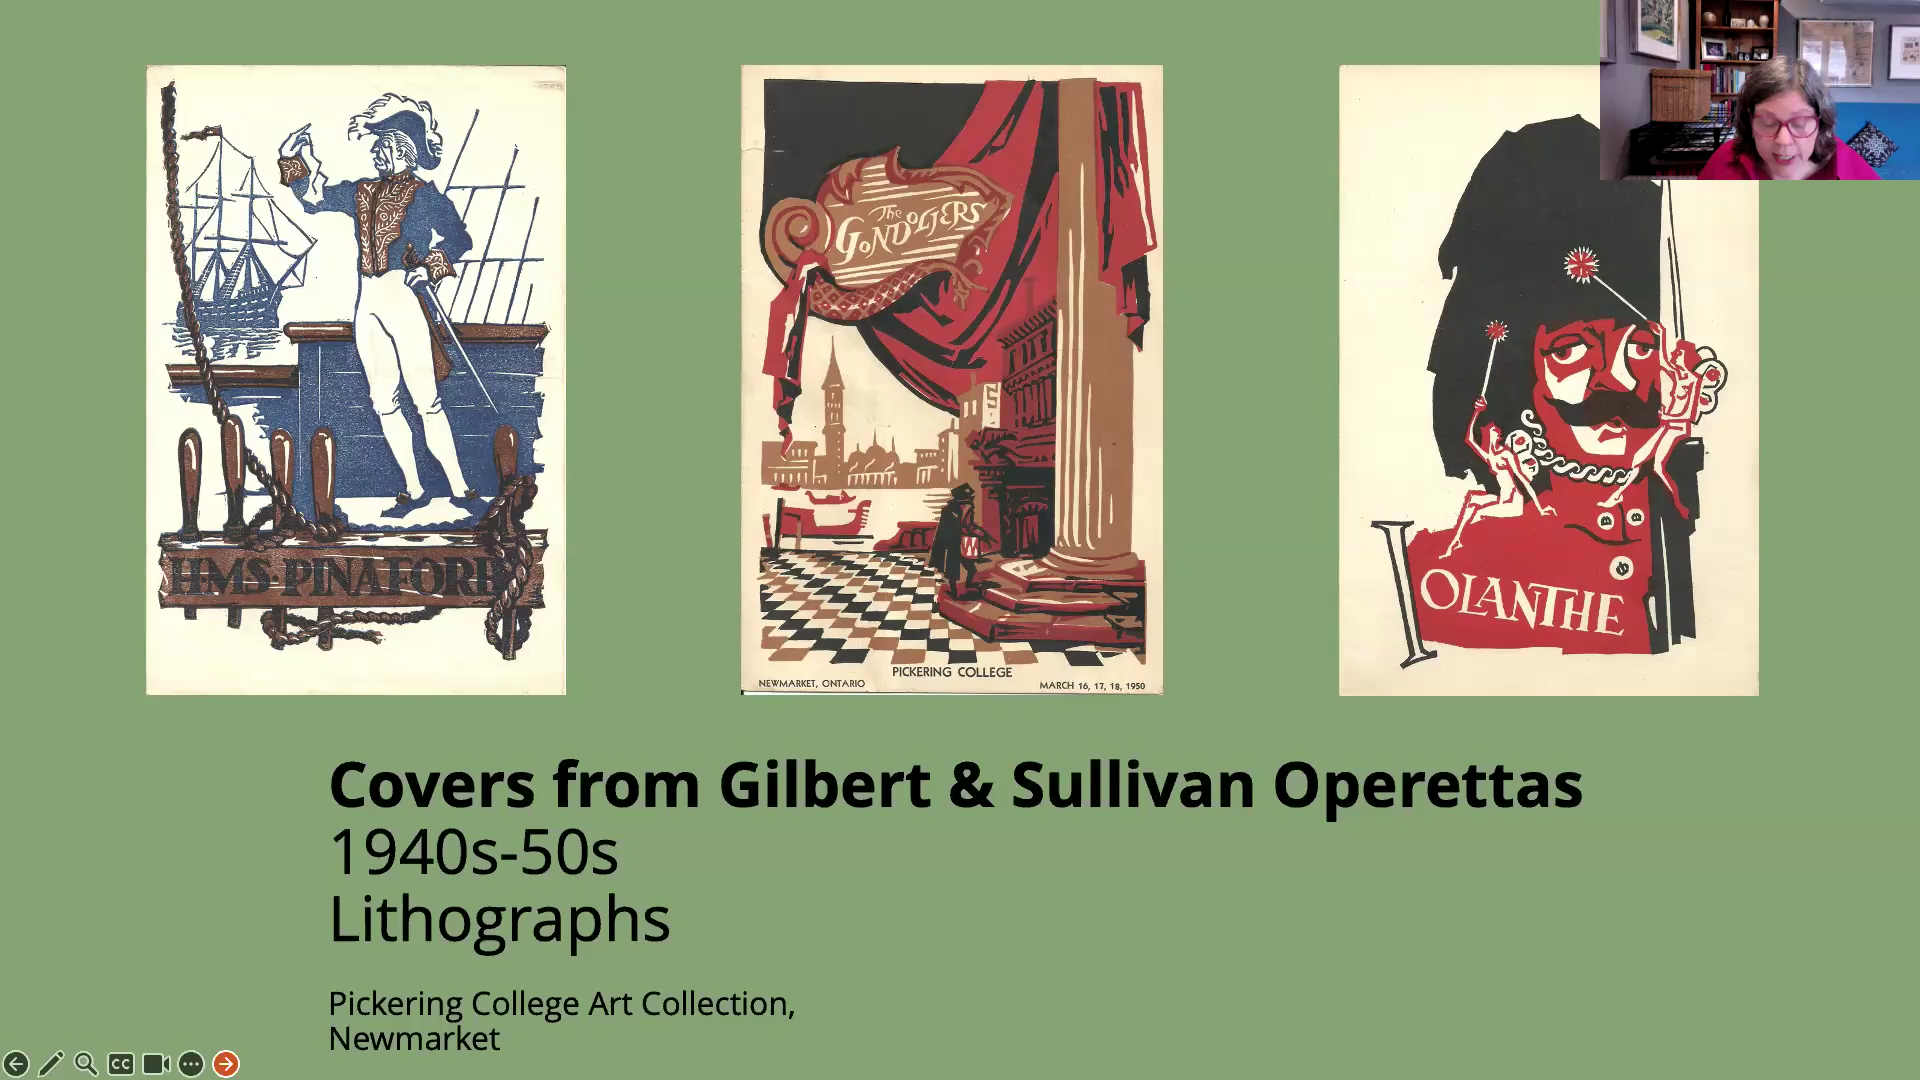 HMS·PINAFORE
The
GONDOLIERS
PICKERING COLLEGE
NEWMARKET, ONTARIO
MARCH 16, 17, 18, 1950
IOLANTHE
Covers from Gilbert & Sullivan Operettas
1940s-50s
Lithographs
Pickering College Art Collection,
Newmarket
CC